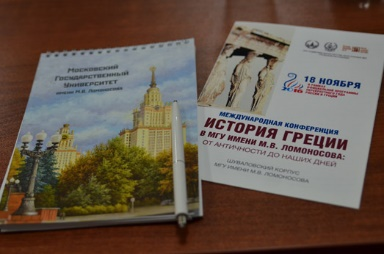 Московский
Государственный
Университет
имени М.В. Ломоносова
18 НОЯБРЯ
МЕЖДУНАРОДНАЯ КОНФЕРЕНЦИЯ
ИСТОРИЯ ГРЕЦИИ
В МГУ ИМЕНИ М.В. ЛОМОНОСОВА:
ОТ АНТИЧНОСТИ ДО НАШИХ ДНЕЙ
ШУВАЛОВСКИЙ КОРПУС
МГУ ИМЕНИ М.В. ЛОМОНОСОВА